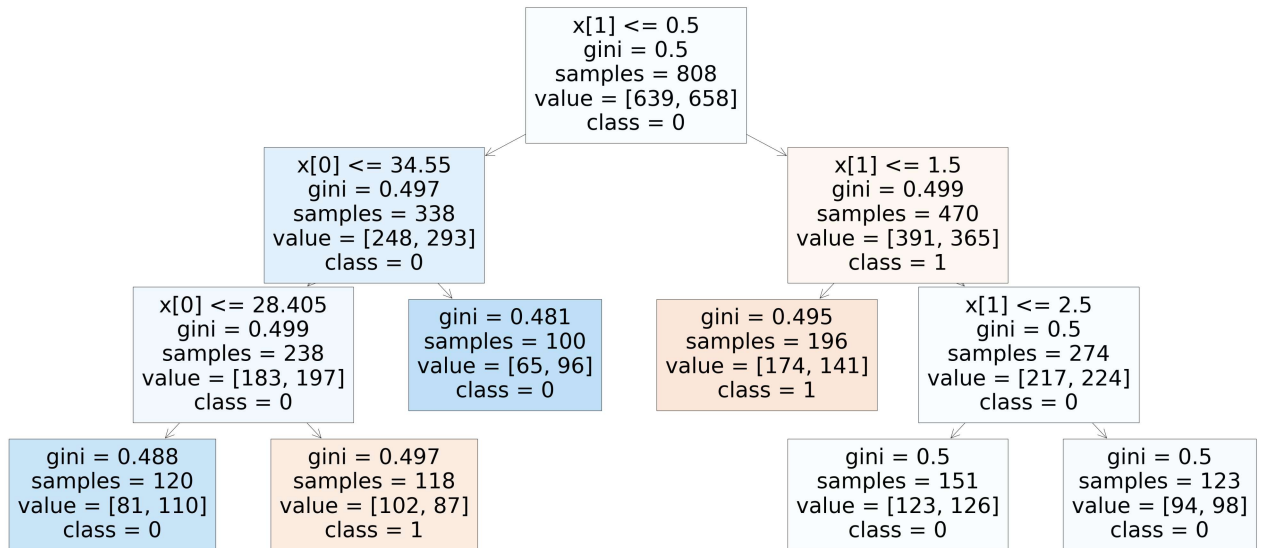 x[1] <= 0.5
gini = 0.5
samples = 808
value = [639, 658]
class = 0
x[0] <= 34.55
gini = 0.497
samples = 338
value = [248, 293]
class = 0
x[1] <= 1.5
gini = 0.499
samples = 470
value = [391, 365]
class = 1
x[0] <= 28.405
gini = 0.499
samples = 238
value = [183, 197]
class = 0
gini = 0.481
samples = 100
value = [65, 96]
class = 0
gini = 0.495
samples = 196
value = [174, 141]
class = 1
x[1] <= 2.5
gini = 0.5
samples = 274
value = [217, 224]
class = 0
gini = 0.488
samples = 120
value = [81, 110]
class = 0
gini = 0.497
samples = 118
value = [102, 87]
class = 1
gini = 0.5
samples = 151
value = [123, 126]
class = 0
gini = 0.5
samples = 123
value = [94, 98]
class = 0